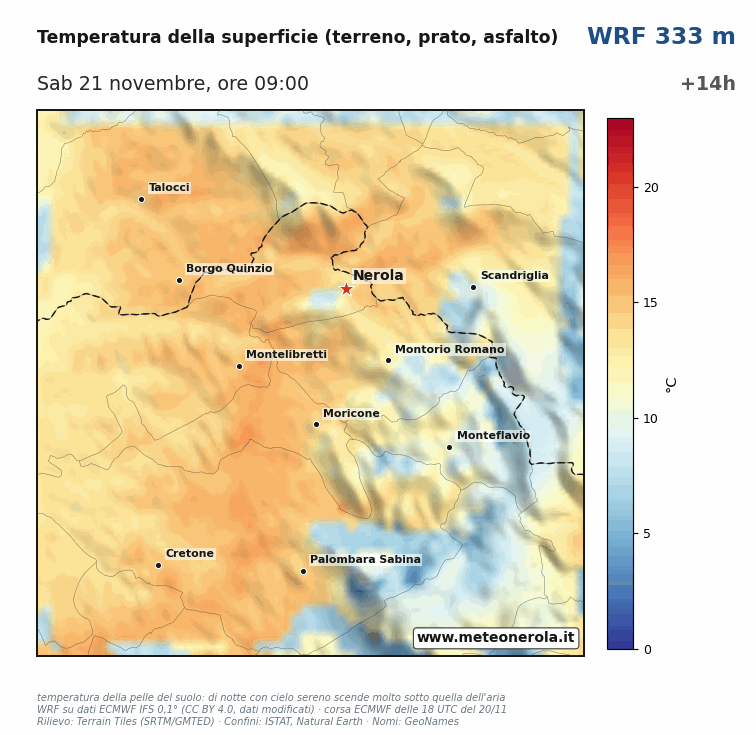 Temperatura della superficie (terreno, prato, asfalto) WRF 333 m
Sab 21 novembre, ore 09:00 +14h
Talocci
Borgo Quinzio
Nerola
Scandriglia
Montelibretti
Montorio Romano
Moricone
Monteflavio
Cretone
Palombara Sabina
www.meteonerola.it
20
15
10
5
0
°C
temperatura della pelle del suolo: di notte con cielo sereno scende molto sotto quella dell'aria
WRF su dati ECMWF IFS 0,1° (CC BY 4.0, dati modificati) · corsa ECMWF delle 18 UTC del 20/11
Rilievo: Terrain Tiles (SRTM/GMTED) · Confini: ISTAT, Natural Earth · Nomi: GeoNames